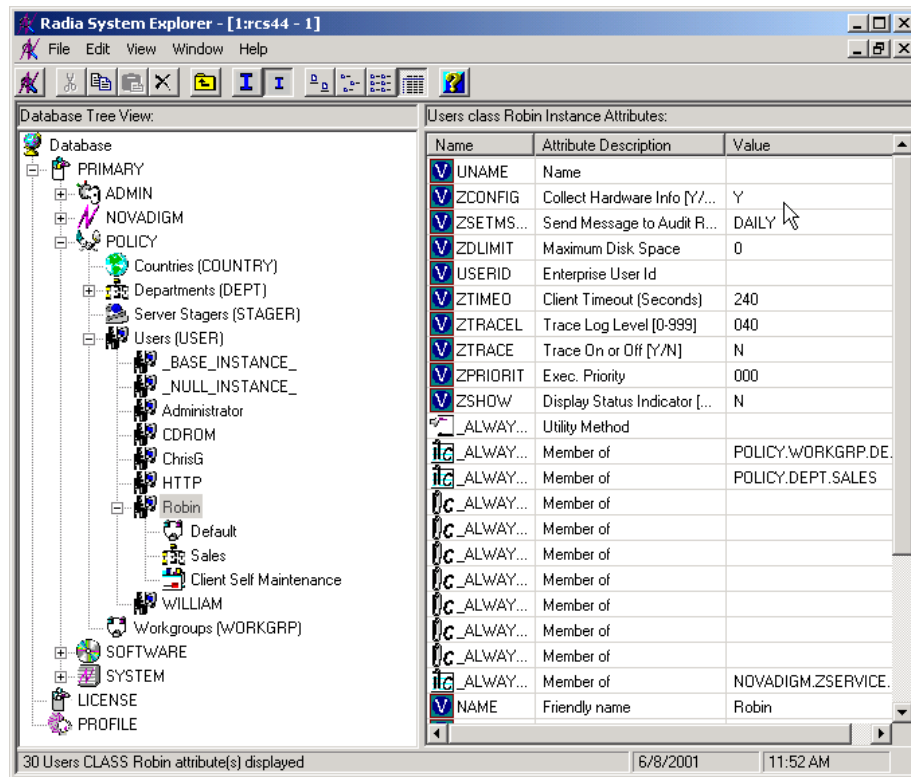 Radia System Explorer - [1:rcs44 - 1]
File Edit View Window Help
Database Tree View:
Users class Robin Instance Attributes:
Database
PRIMARY
ADMIN
NOVADIGM
POLICY
Countries (COUNTRY)
Departments (DEPT)
Server Stagers (STAGER)
Users (USER)
_BASE_INSTANCE_
_NULL_INSTANCE_
Administrator
CDROM
ChrisG
HTTP
Robin
Default
Sales
Client Self Maintenance
WILLIAM
Workgroups (WORKGRP)
SOFTWARE
SYSTEM
LICENSE
PROFILE
Name Attribute Description Value
V UNAME Name
V ZCONFIG Collect Hardware Info [Y/... Y
V ZSETMS... Send Message to Audit R... DAILY
V ZDLIMIT Maximum Disk Space 0
V USERID Enterprise User Id
V ZTIMEO Client Timeout (Seconds) 240
V ZTRACEL Trace Log Level [0-999] 040
V ZTRACE Trace On or Off [Y/N] N
V ZPRIORIT Exec. Priority 000
V ZSHOW Display Status Indicator [... N
_ALWAY... Utility Method
_ALWAY... Member of POLICY.WORKGRP.DE.
_ALWAY... Member of POLICY.DEPT.SALES
_ALWAY... Member of
_ALWAY... Member of
_ALWAY... Member of
_ALWAY... Member of
_ALWAY... Member of
_ALWAY... Member of
_ALWAY... Member of
_ALWAY... Member of NOVADIGM.ZSERVICE.
V NAME Friendly name Robin
30 Users CLASS Robin attribute(s) displayed 6/8/2001 11:52 AM